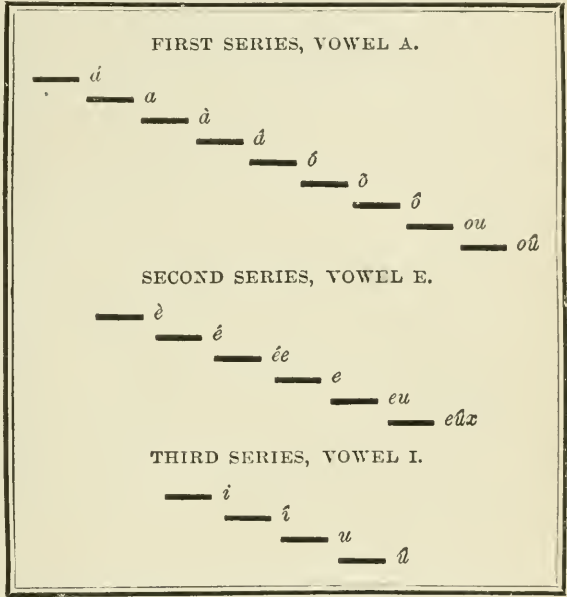 FIRST SERIES, VOWEL A.
á
a
à
â
ó
õ
ô
ou
oû
SECOND SERIES, VOWEL E.
è
é
ée
e
eu
eûx
THIRD SERIES, VOWEL I.
i
î
u
û